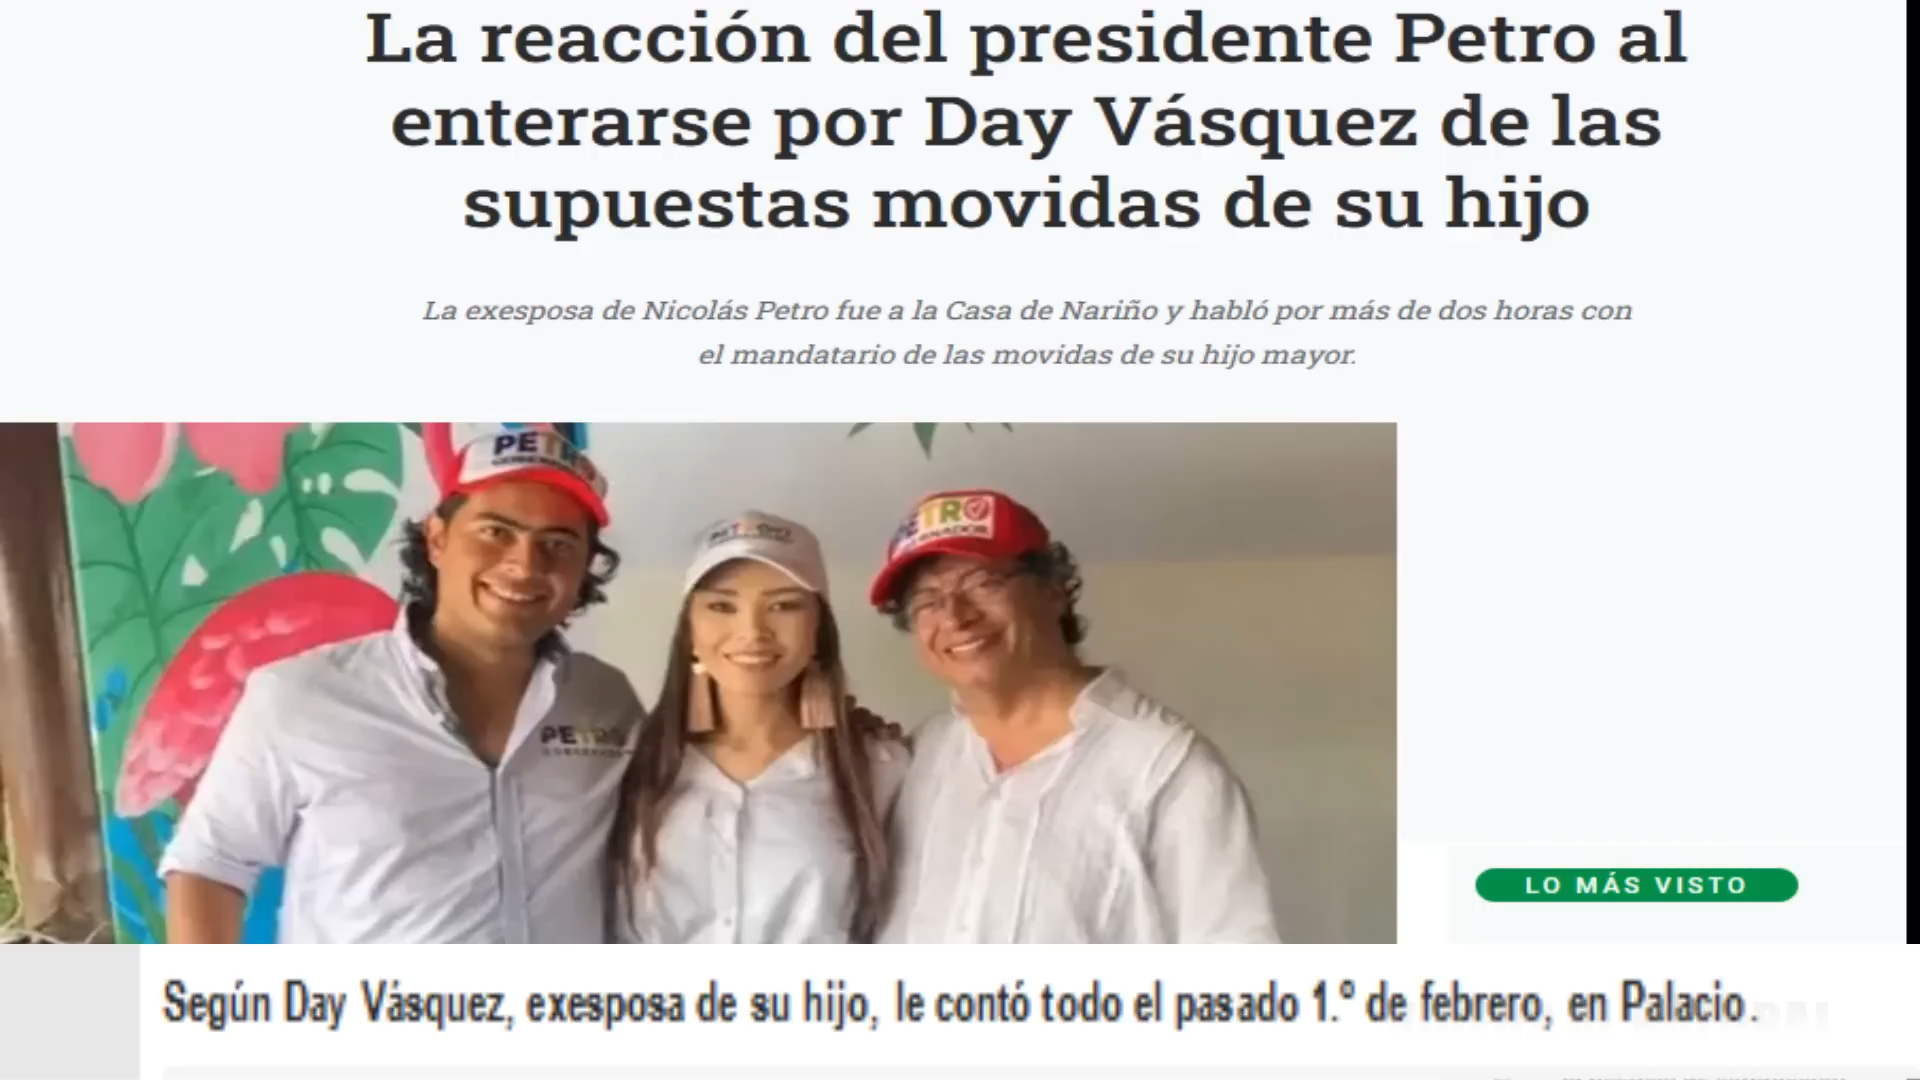 La reacción del presidente Petro al
enterarse por Day Vásquez de las
supuestas movidas de su hijo
La exesposa de Nicolás Petro fue a la Casa de Nariño y habló por más de dos horas con
el mandatario de las movidas de su hijo mayor.
PETRO
PETRO
LO MÁS VISTO
Según Day Vásquez, exesposa de su hijo, le contó todo el pasado 1.º de febrero, en Palacio.